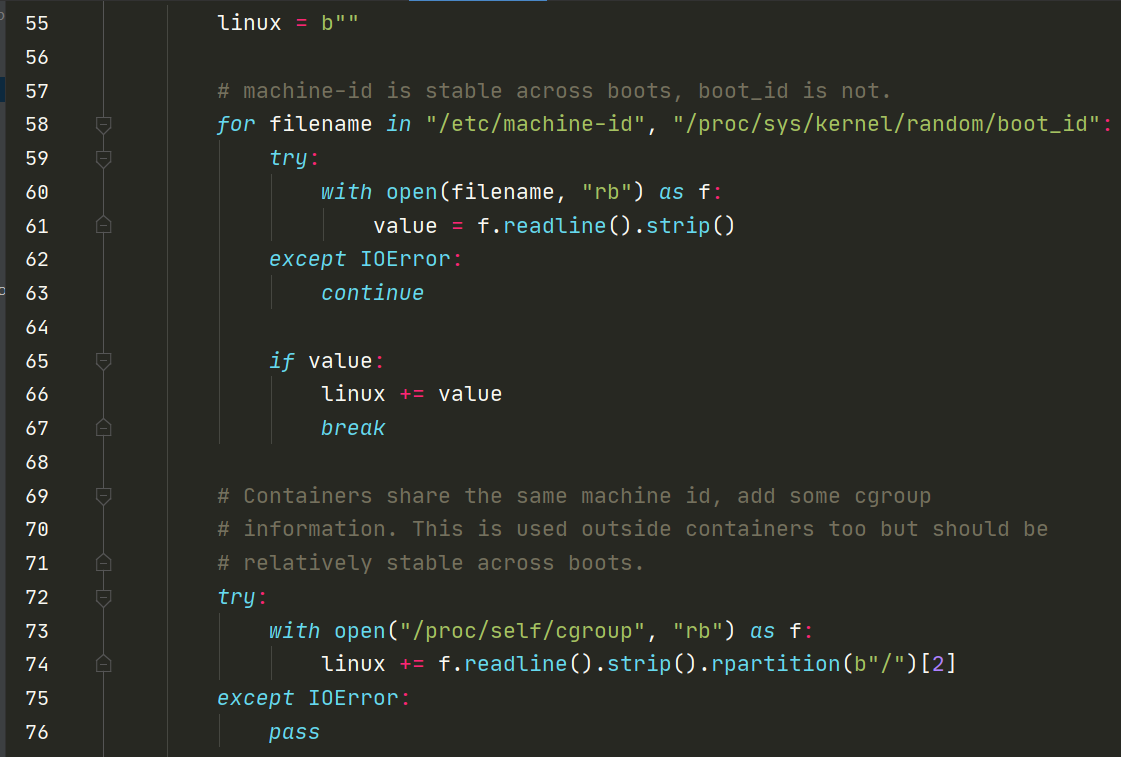 55 linux = b""
56
57 # machine-id is stable across boots, boot_id is not.
58 for filename in "/etc/machine-id", "/proc/sys/kernel/random/boot_id":
59 try:
60 with open(filename, "rb") as f:
61 value = f.readline().strip()
62 except IOError:
63 continue
64
65 if value:
66 linux += value
67 break
68
69 # Containers share the same machine id, add some cgroup
70 # information. This is used outside containers too but should be
71 # relatively stable across boots.
72 try:
73 with open("/proc/self/cgroup", "rb") as f:
74 linux += f.readline().strip().rpartition(b"/")[2]
75 except IOError:
76 pass